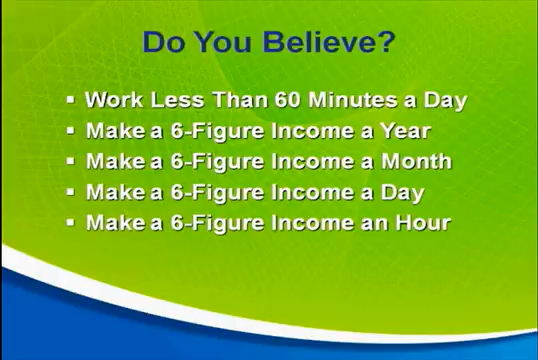 Do You Believe?
▪ Work Less Than 60 Minutes a Day
▪ Make a 6-Figure Income a Year
▪ Make a 6-Figure Income a Month
▪ Make a 6-Figure Income a Day
▪ Make a 6-Figure Income an Hour